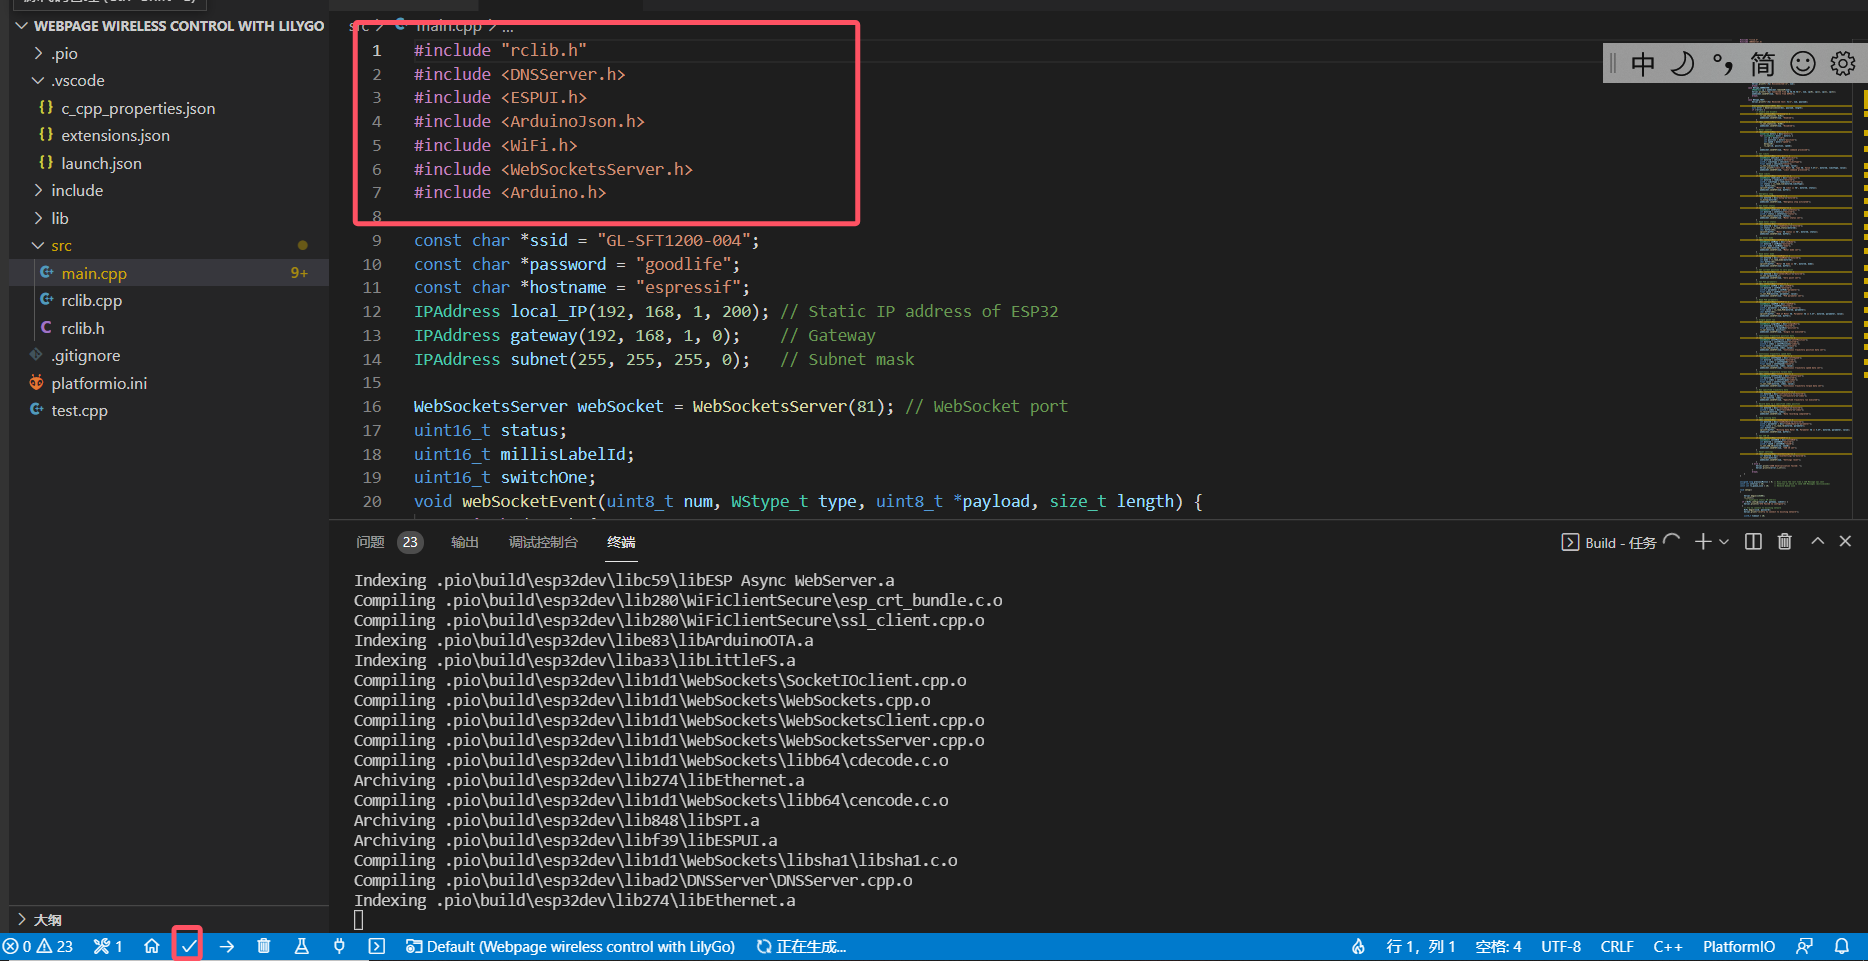 WEBPAGE WIRELESS CONTROL WITH LILYGO
.pio
.vscode
{} c_cpp_properties.json
{} extensions.json
{} launch.json
include
lib
src
main.cpp 9+
rclib.cpp
C rclib.h
.gitignore
platformio.ini
test.cpp
大纲
src > main.cpp > ...
1 #include "rclib.h"
2 #include <DNSServer.h>
3 #include <ESPUI.h>
4 #include <ArduinoJson.h>
5 #include <WiFi.h>
6 #include <WebSocketsServer.h>
7 #include <Arduino.h>
8
9 const char *ssid = "GL-SFT1200-004";
10 const char *password = "goodlife";
11 const char *hostname = "espressif";
12 IPAddress local_IP(192, 168, 1, 200); // Static IP address of ESP32
13 IPAddress gateway(192, 168, 1, 0); // Gateway
14 IPAddress subnet(255, 255, 255, 0); // Subnet mask
15
16 WebSocketsServer webSocket = WebSocketsServer(81); // WebSocket port
17 uint16_t status;
18 uint16_t millisLabelId;
19 uint16_t switchOne;
20 void webSocketEvent(uint8_t num, WStype_t type, uint8_t *payload, size_t length) {
中 °, 简
问题 23 输出 调试控制台 终端
Build - 任务
Indexing .pio\build\esp32dev\libc59\libESP Async WebServer.a
Compiling .pio\build\esp32dev\lib280\WiFiClientSecure\esp_crt_bundle.c.o
Compiling .pio\build\esp32dev\lib280\WiFiClientSecure\ssl_client.cpp.o
Indexing .pio\build\esp32dev\libe83\libArduinoOTA.a
Indexing .pio\build\esp32dev\liba33\libLittleFS.a
Compiling .pio\build\esp32dev\lib1d1\WebSockets\SocketIOclient.cpp.o
Compiling .pio\build\esp32dev\lib1d1\WebSockets\WebSockets.cpp.o
Compiling .pio\build\esp32dev\lib1d1\WebSockets\WebSocketsClient.cpp.o
Compiling .pio\build\esp32dev\lib1d1\WebSockets\WebSocketsServer.cpp.o
Compiling .pio\build\esp32dev\lib1d1\WebSockets\libb64\cdecode.c.o
Archiving .pio\build\esp32dev\lib274\libEthernet.a
Compiling .pio\build\esp32dev\lib1d1\WebSockets\libb64\cencode.c.o
Archiving .pio\build\esp32dev\lib848\libSPI.a
Archiving .pio\build\esp32dev\libf39\libESPUI.a
Compiling .pio\build\esp32dev\lib1d1\WebSockets\libsha1\libsha1.c.o
Compiling .pio\build\esp32dev\libad2\DNSServer\DNSServer.cpp.o
Indexing .pio\build\esp32dev\lib274\libEthernet.a
0 23 1 Default (Webpage wireless control with LilyGo) 正在生成... 行 1，列 1 空格: 4 UTF-8 CRLF C++ PlatformIO